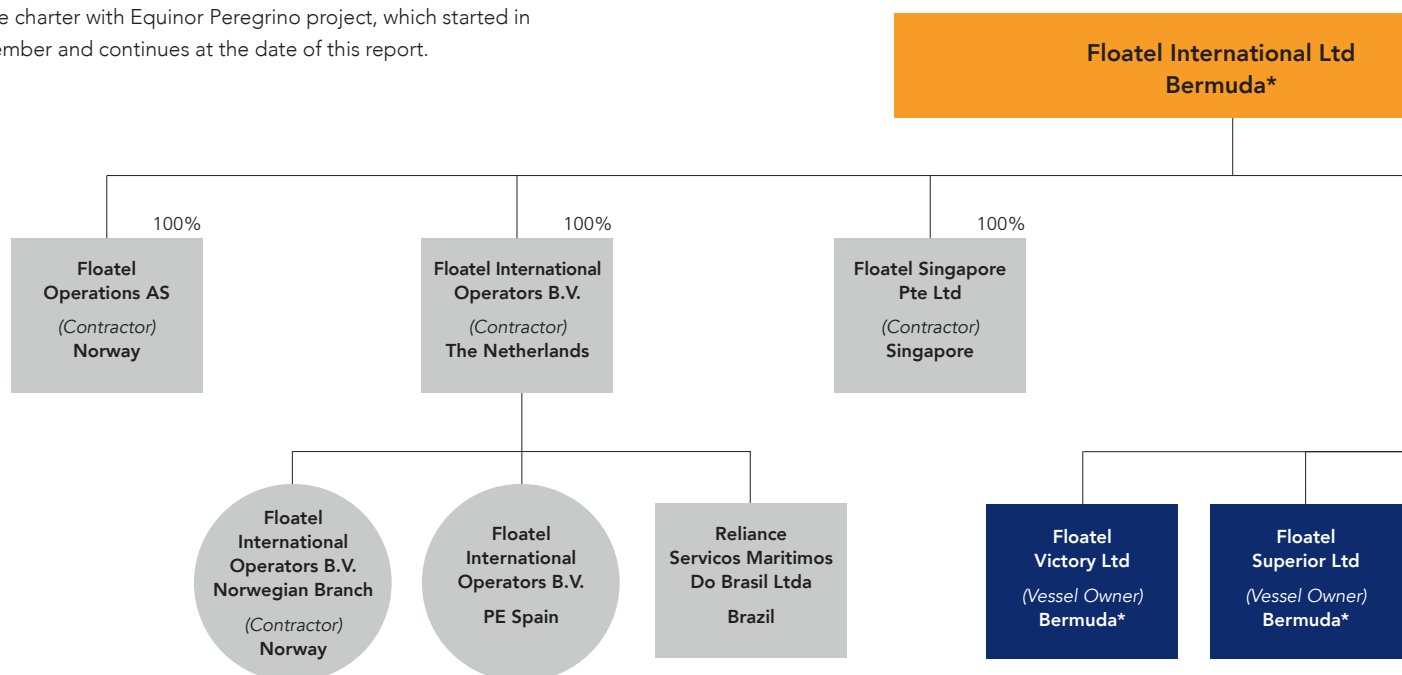 e charter with Equinor Peregrino project, which started in
ember and continues at the date of this report.
Floatel International Ltd
Bermuda*
100%
100%
100%
Floatel
Operations AS
(Contractor)
Norway
Floatel International
Operators B.V.
(Contractor)
The Netherlands
Floatel Singapore
Pte Ltd
(Contractor)
Singapore
Floatel
International
Operators B.V.
Norwegian Branch
(Contractor)
Norway
Floatel
International
Operators B.V.
PE Spain
Reliance
Servicos Maritimos
Do Brasil Ltda
Brazil
Floatel
Victory Ltd
(Vessel Owner)
Bermuda*
Floatel
Superior Ltd
(Vessel Owner)
Bermuda*